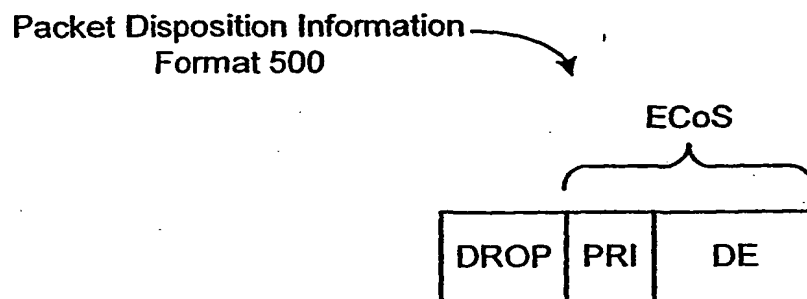 Packet Disposition Information
Format 500
ECoS
DROP PRI DE